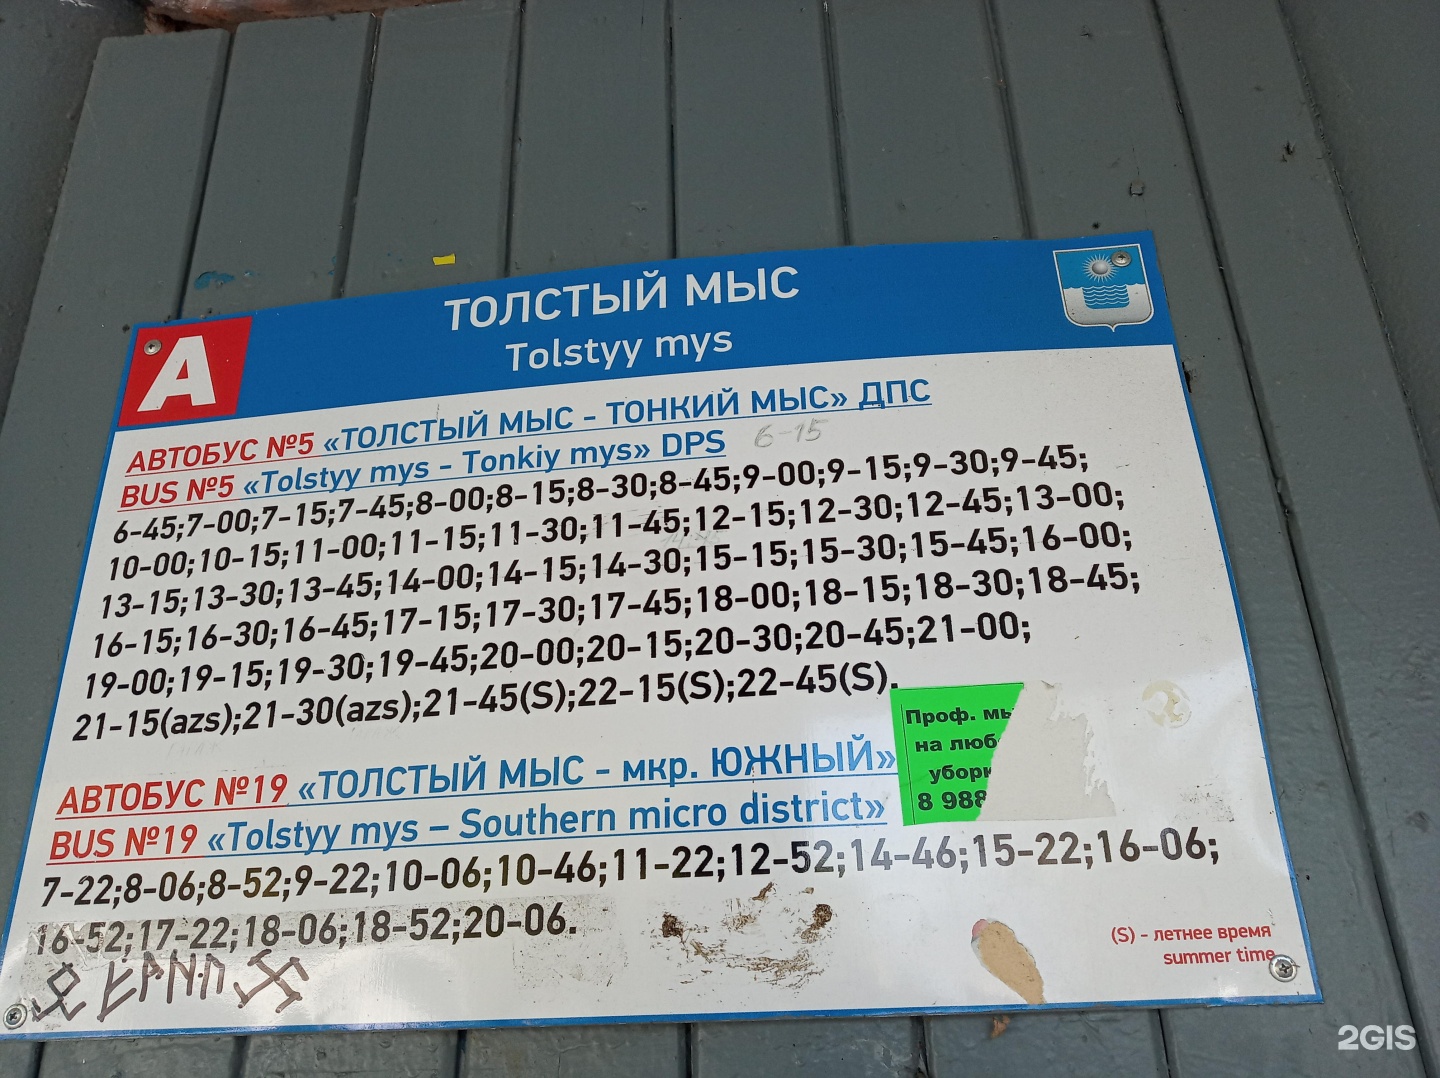 ТОЛСТЫЙ МЫС
Tolstyy mys
А
АВТОБУС №5 «ТОЛСТЫЙ МЫС - ТОНКИЙ МЫС» ДПС
BUS №5 «Tolstyy mys - Tonkiy mys» DPS 6-15
6-45;7-00;7-15;7-45;8-00;8-15;8-30;8-45;9-00;9-15;9-30;9-45;
10-00;10-15;11-00;11-15;11-30;11-45;12-15;12-30;12-45;13-00;
13-15;13-30;13-45;14-00;14-15;14-30;15-15;15-30;15-45;16-00;
16-15;16-30;16-45;17-15;17-30;17-45;18-00;18-15;18-30;18-45;
19-00;19-15;19-30;19-45;20-00;20-15;20-30;20-45;21-00;
21-15(azs);21-30(azs);21-45(S);22-15(S);22-45(S).
Проф. мы
на люб
уборк
8 988
АВТОБУС №19 «ТОЛСТЫЙ МЫС - мкр. ЮЖНЫЙ»
BUS №19 «Tolstyy mys – Southern micro district»
7-22;8-06;8-52;9-22;10-06;10-46;11-22;12-52;14-46;15-22;16-06;
16-52;17-22;18-06;18-52;20-06.
(S) - летнее время
summer time
2GIS